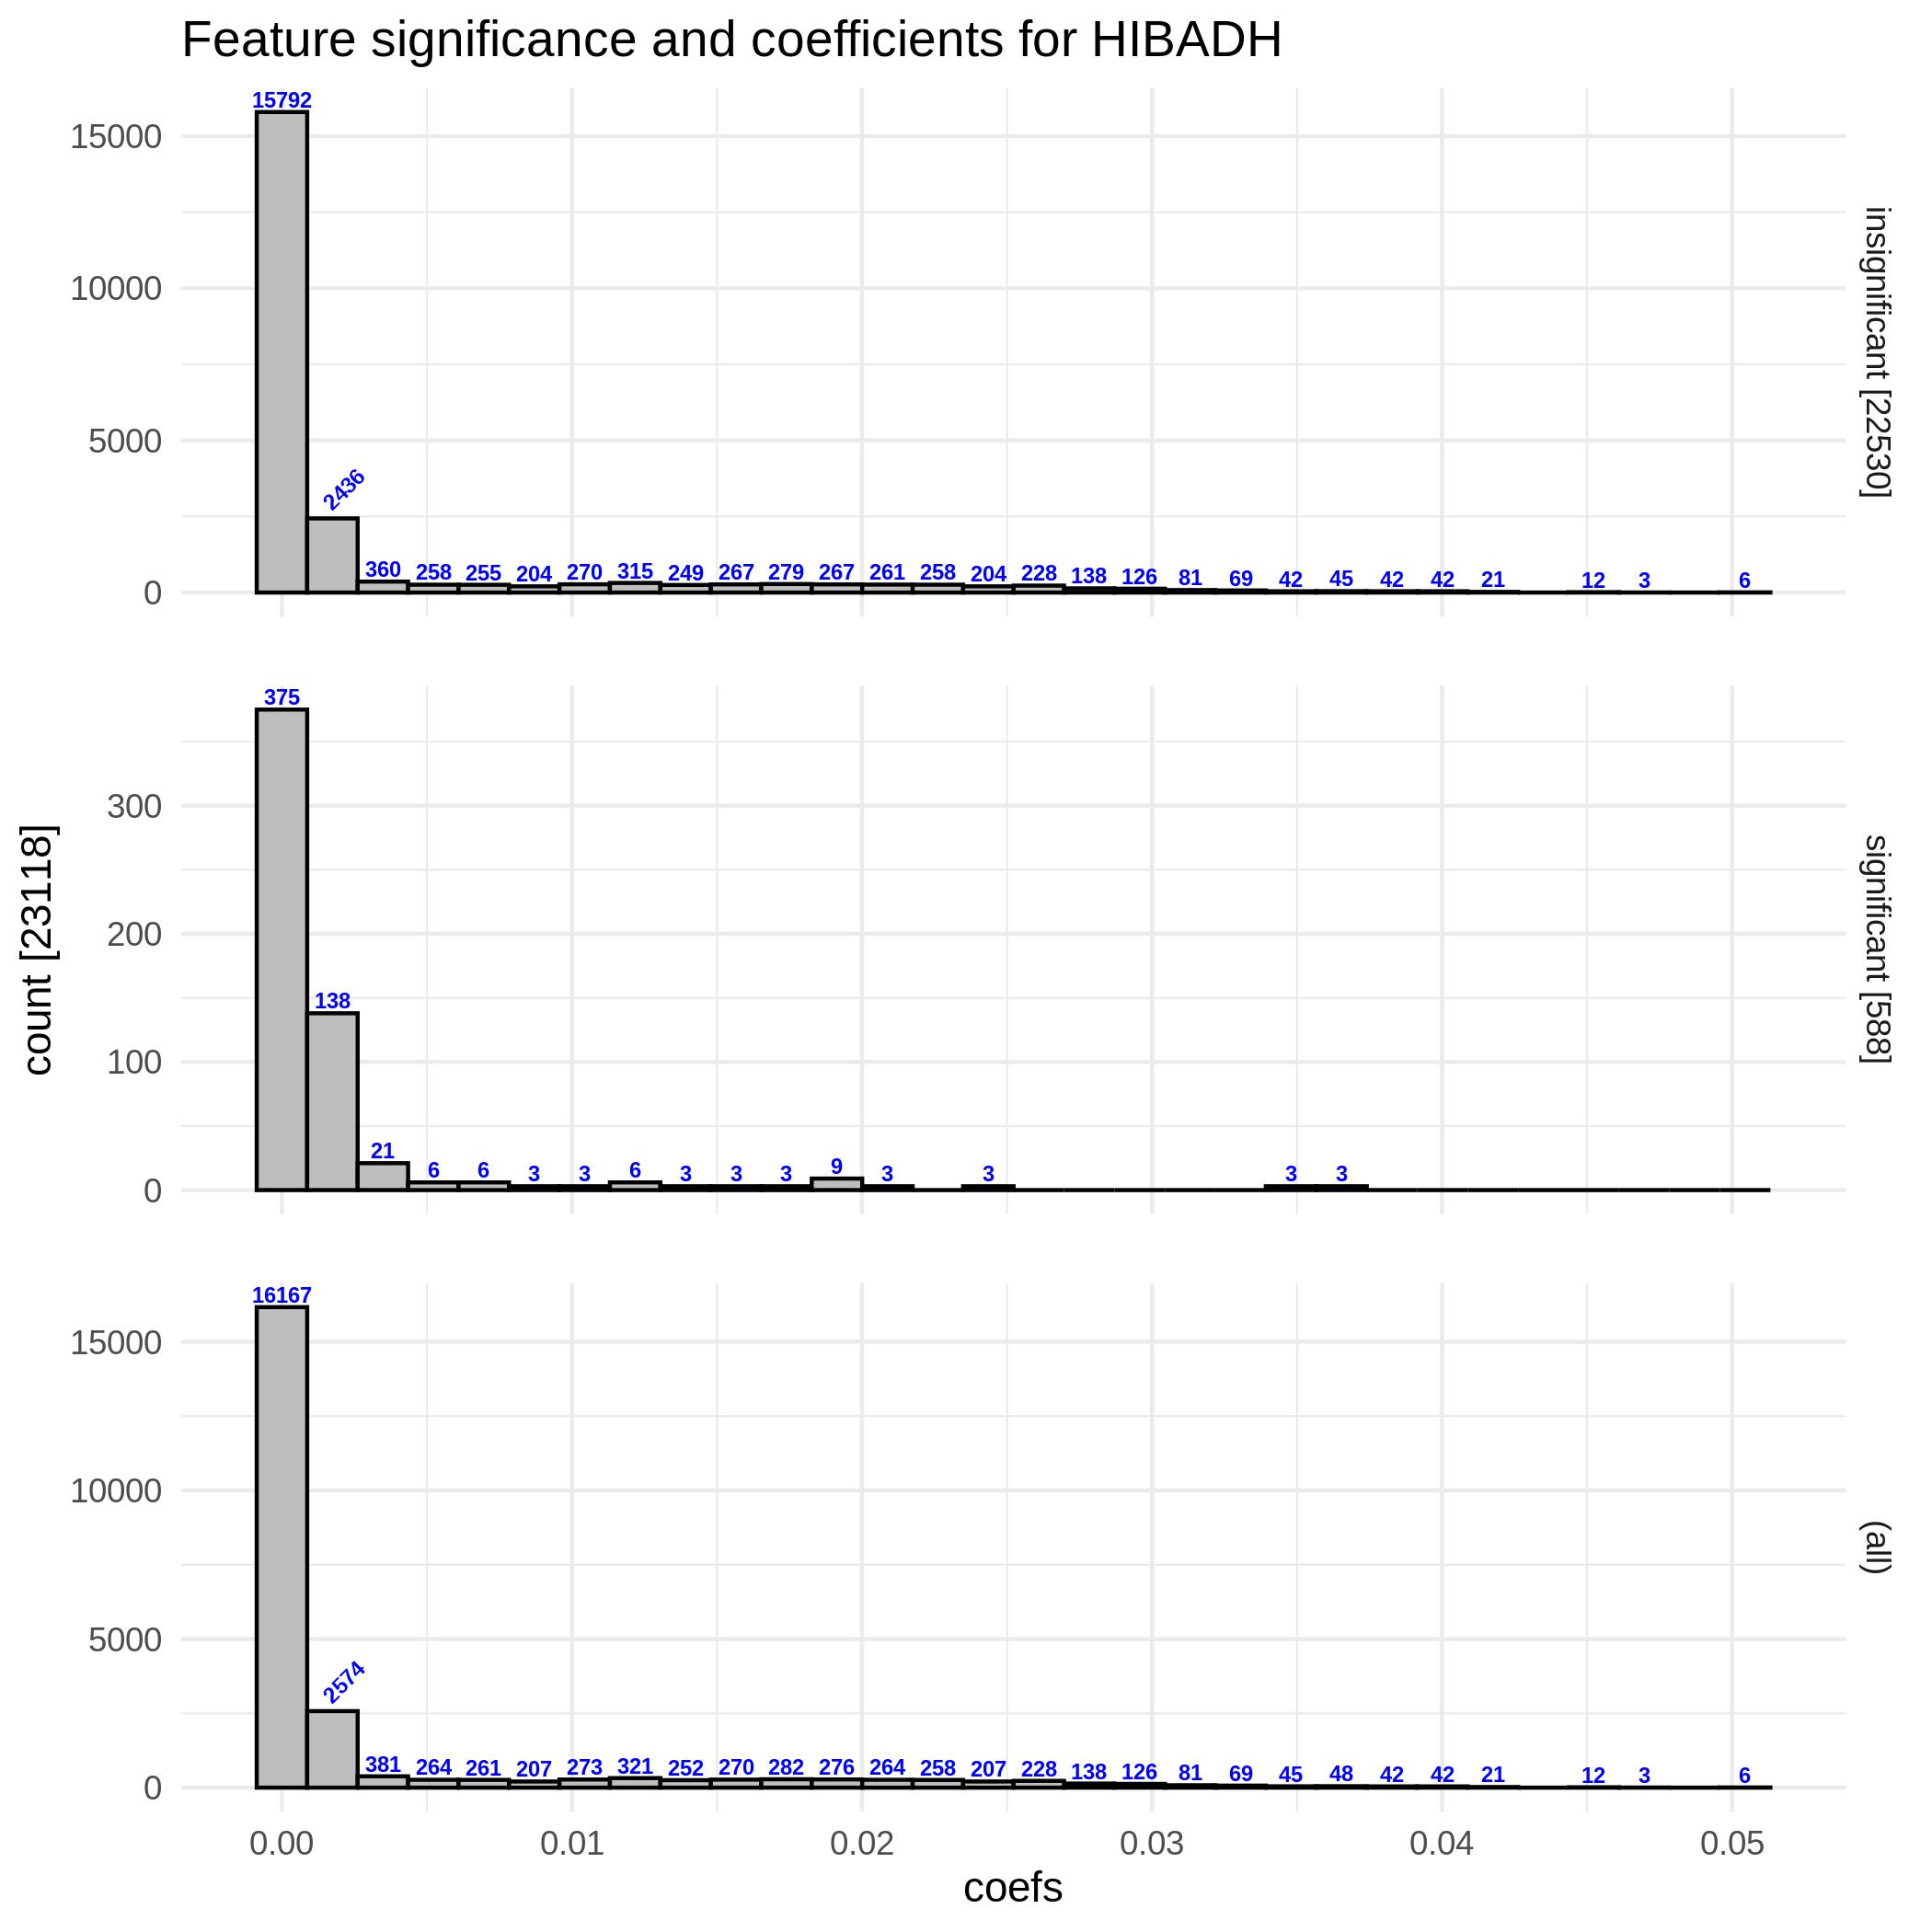 Feature significance and coefficients for HIBADH
15792
15000
10000
5000
0
2436
360 258 255 204 270 315 249 267 279 267 261 258 204 228 138 126 81 69 42 45 42 42 21 12 3 6
insignificant [22530]
count [23118]
375
300
200
100
0
138
21 6 6 3 3 6 3 3 3 9 3 3 3 3
significant [588]
16167
15000
10000
5000
0
2574
381 264 261 207 273 321 252 270 282 276 264 258 207 228 138 126 81 69 45 48 42 42 21 12 3 6
(all)
0.00 0.01 0.02 0.03 0.04 0.05
coefs